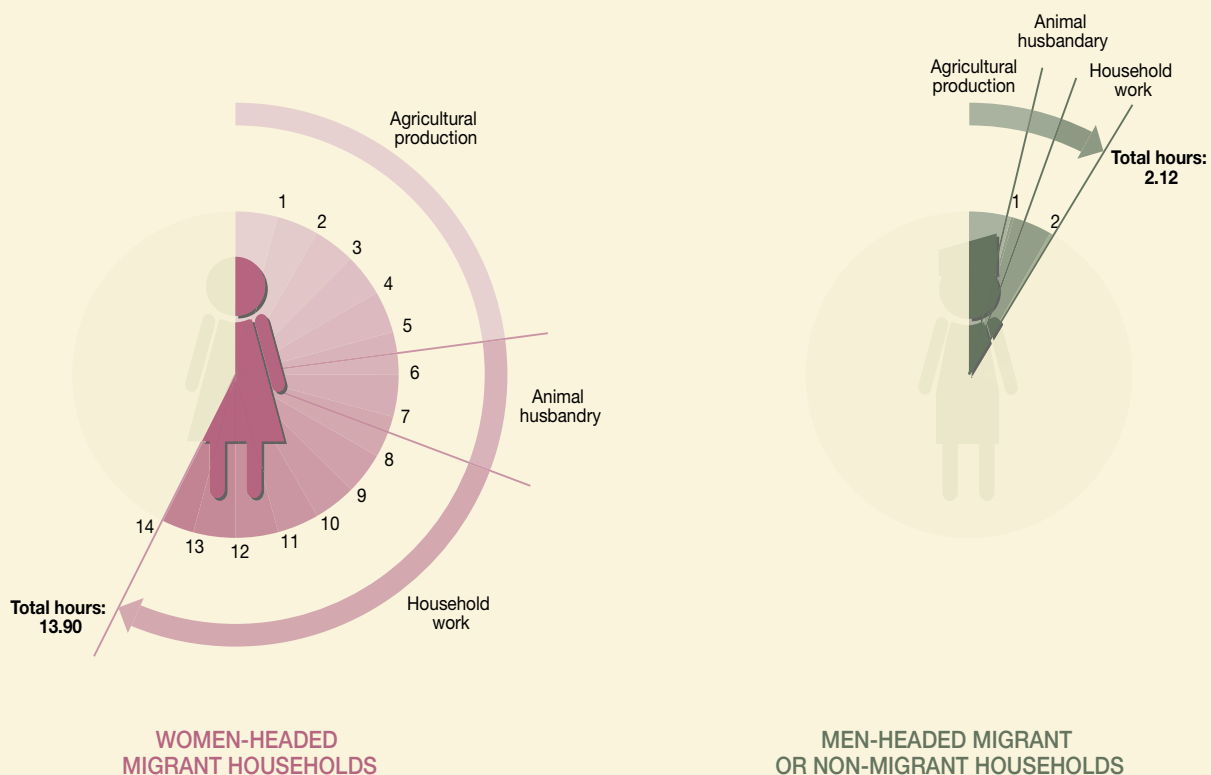 Agricultural
production
1
2
3
4
5
6
Animal
husbandry
7
8
9
10
11
12
13
14
Household
work
Total hours:
13.90
WOMEN-HEADED
MIGRANT HOUSEHOLDS
Animal
husbandary
Agricultural
production
Household
work
Total hours:
2.12
1
2
MEN-HEADED MIGRANT
OR NON-MIGRANT HOUSEHOLDS